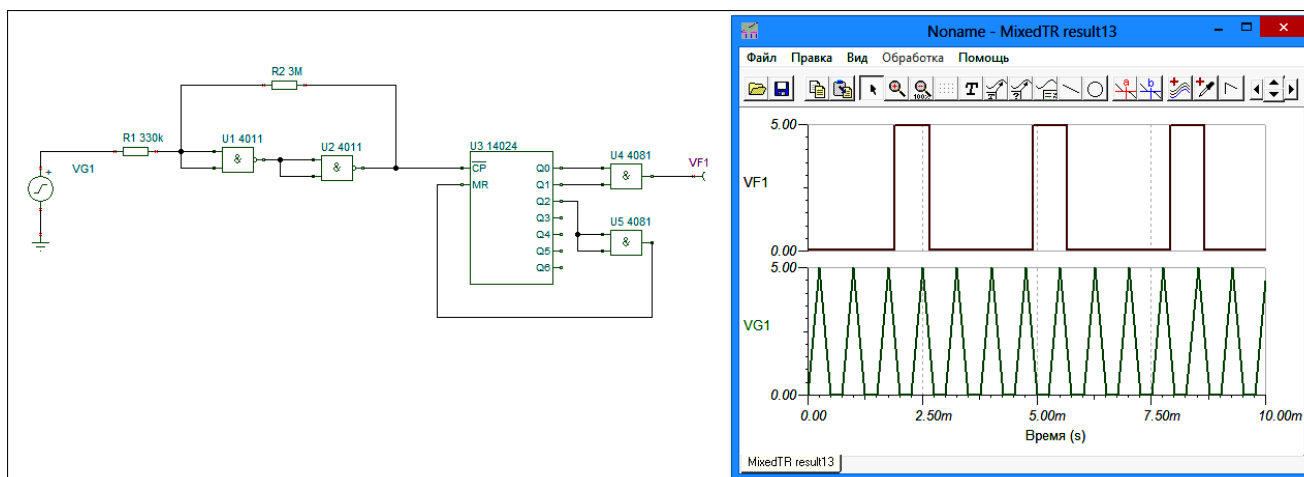 R2 3M
R1 330k
U1 4011
U2 4011
&
&
VG1
+
U3 14024
CP
MR
Q0
Q1
Q2
Q3
Q4
Q5
Q6
U4 4081
&
VF1
U5 4081
&
Noname - MixedTR result13
Файл Правка Вид Обработка Помощь
100%
T
a
b
5.00
VF1
0.00
5.00
VG1
0.00
0.00 2.50m 5.00m 7.50m 10.00m
Время (s)
MixedTR result13